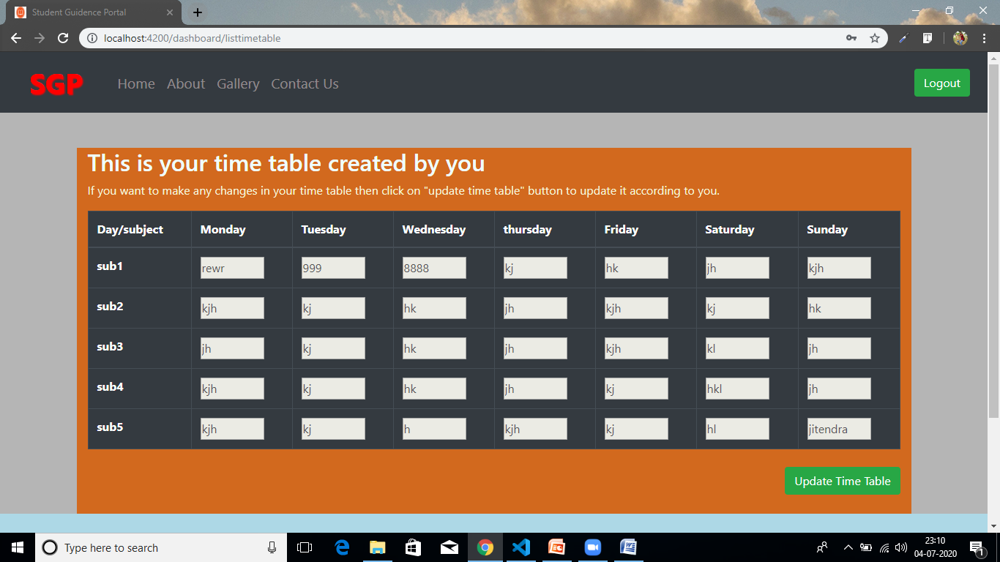 Student Guidence Portal
localhost:4200/dashboard/listtimetable
SGP Home About Gallery Contact Us Logout
This is your time table created by you
If you want to make any changes in your time table then click on "update time table" button to update it according to you.
Day/subject Monday Tuesday Wednesday thursday Friday Saturday Sunday
sub1 rewr 999 8888 kj hk jh kjh
sub2 kjh kj hk jh kjh kj hk
sub3 jh kj hk jh kjh kl jh
sub4 kjh kj hk jh kj hkl jh
sub5 kjh kj h kjh kj hl jitendra
Update Time Table
Type here to search
23:10
04-07-2020
1